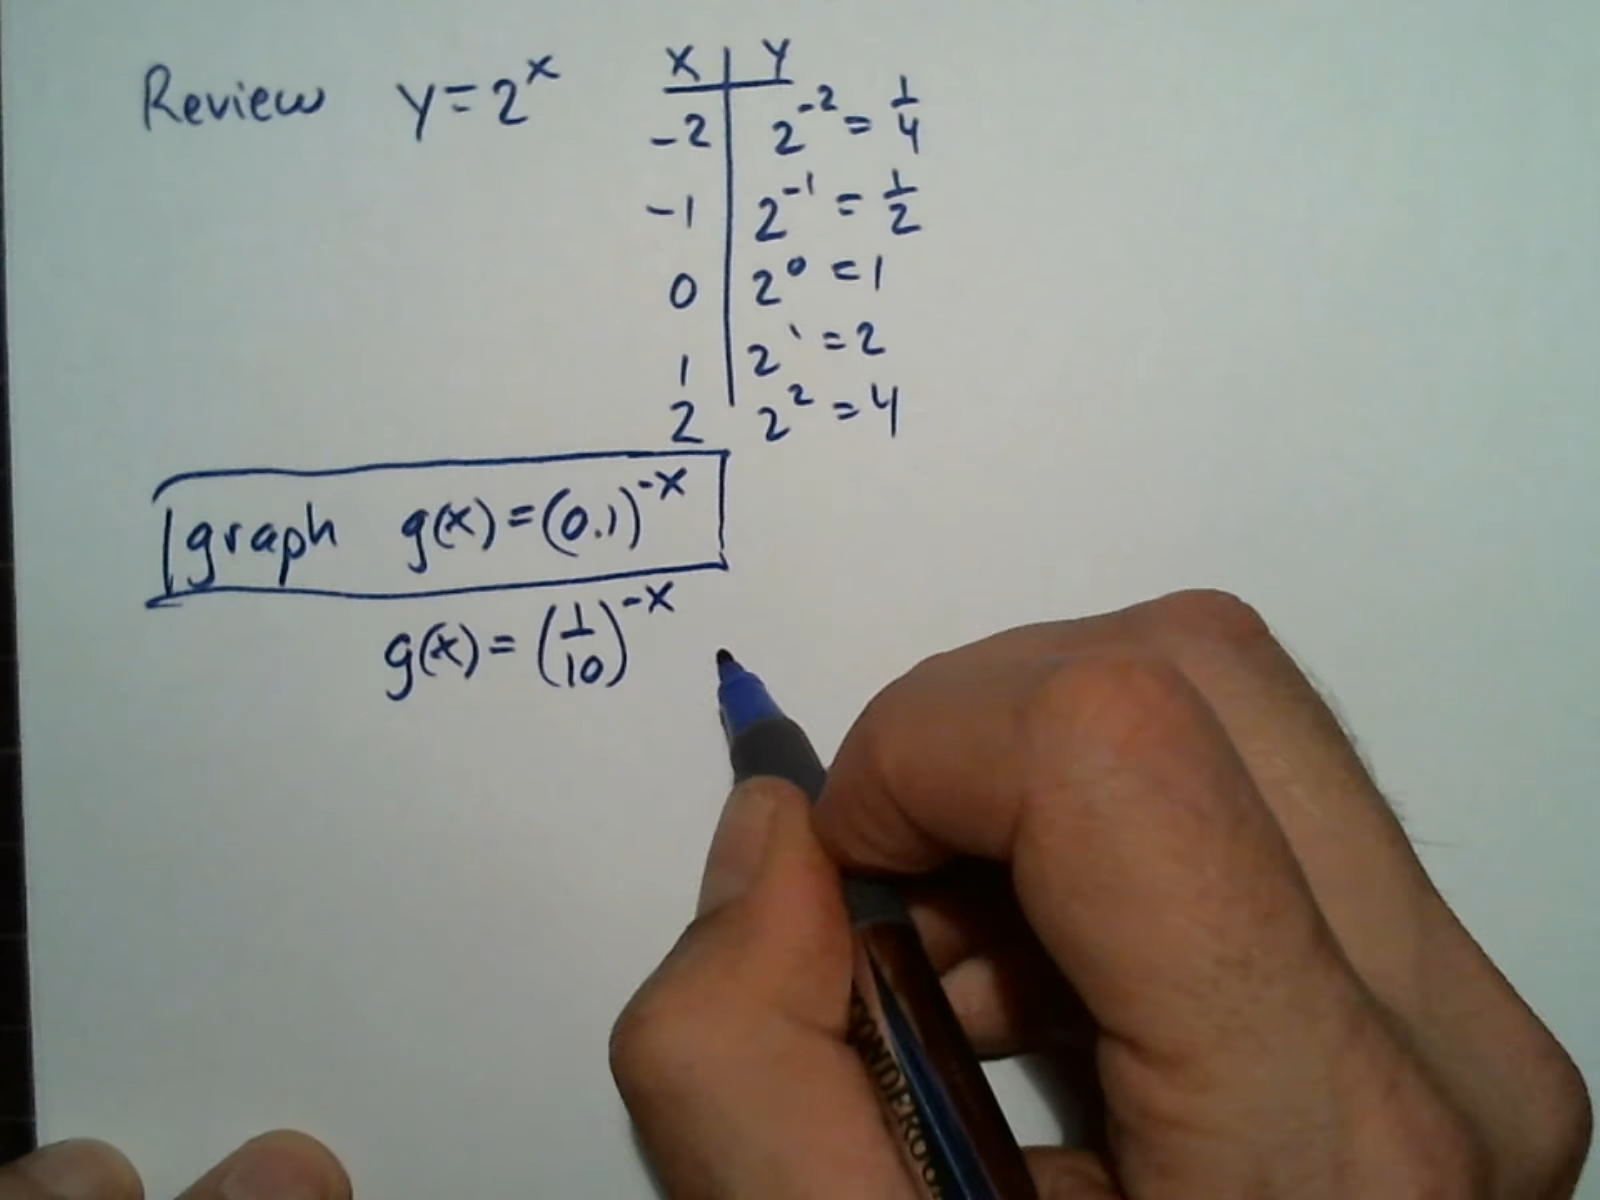 Review y=2^x
x | y
-2 | 2^-2 = 1/4
-1 | 2^-1 = 1/2
0 | 2^0 = 1
1 | 2^1 = 2
2 | 2^2 = 4
graph g(x)=(0.1)^-x
g(x)=(1/10)^-x